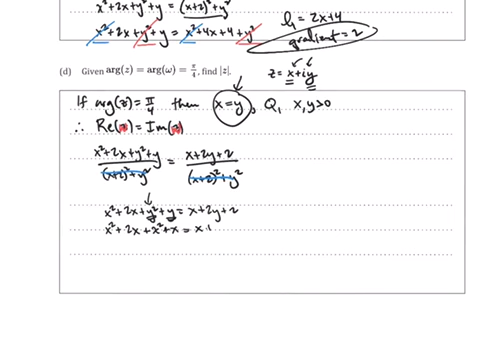 x²+2x+y²+y = (x+2)²+y²
x²+2x+y²+y = x²+4x+4+y²
l₁ = 2x+4
gradient = 2
z = x+iy
(d) Given arg(z) = arg(ω) = π/4, find |z|.
If arg(z) = π/4 then x=y, Q₁ x,y>0
∴ Re(z) = Im(z)
x²+2x+y²+y / (x+2)²+y² = x+2y+2 / (x+2)²+y²
x²+2x+y²+y = x+2y+2
x²+2x+x²+x = x